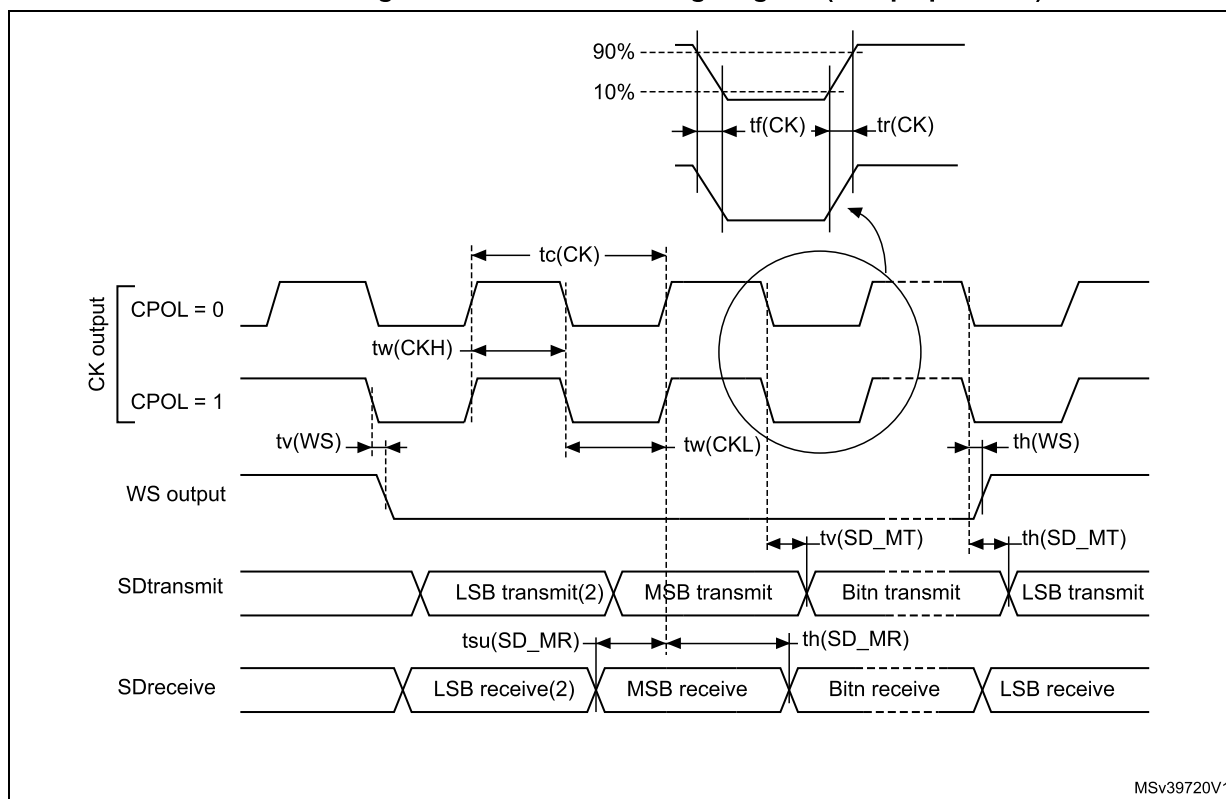 90%
10%
tf(CK)
tr(CK)
tc(CK)
CK output
CPOL = 0
tw(CKH)
CPOL = 1
tv(WS)
tw(CKL)
th(WS)
WS output
tv(SD_MT)
th(SD_MT)
SDtransmit
LSB transmit(2)
MSB transmit
Bitn transmit
LSB transmit
tsu(SD_MR)
th(SD_MR)
SDreceive
LSB receive(2)
MSB receive
Bitn receive
LSB receive
MSv39720V1